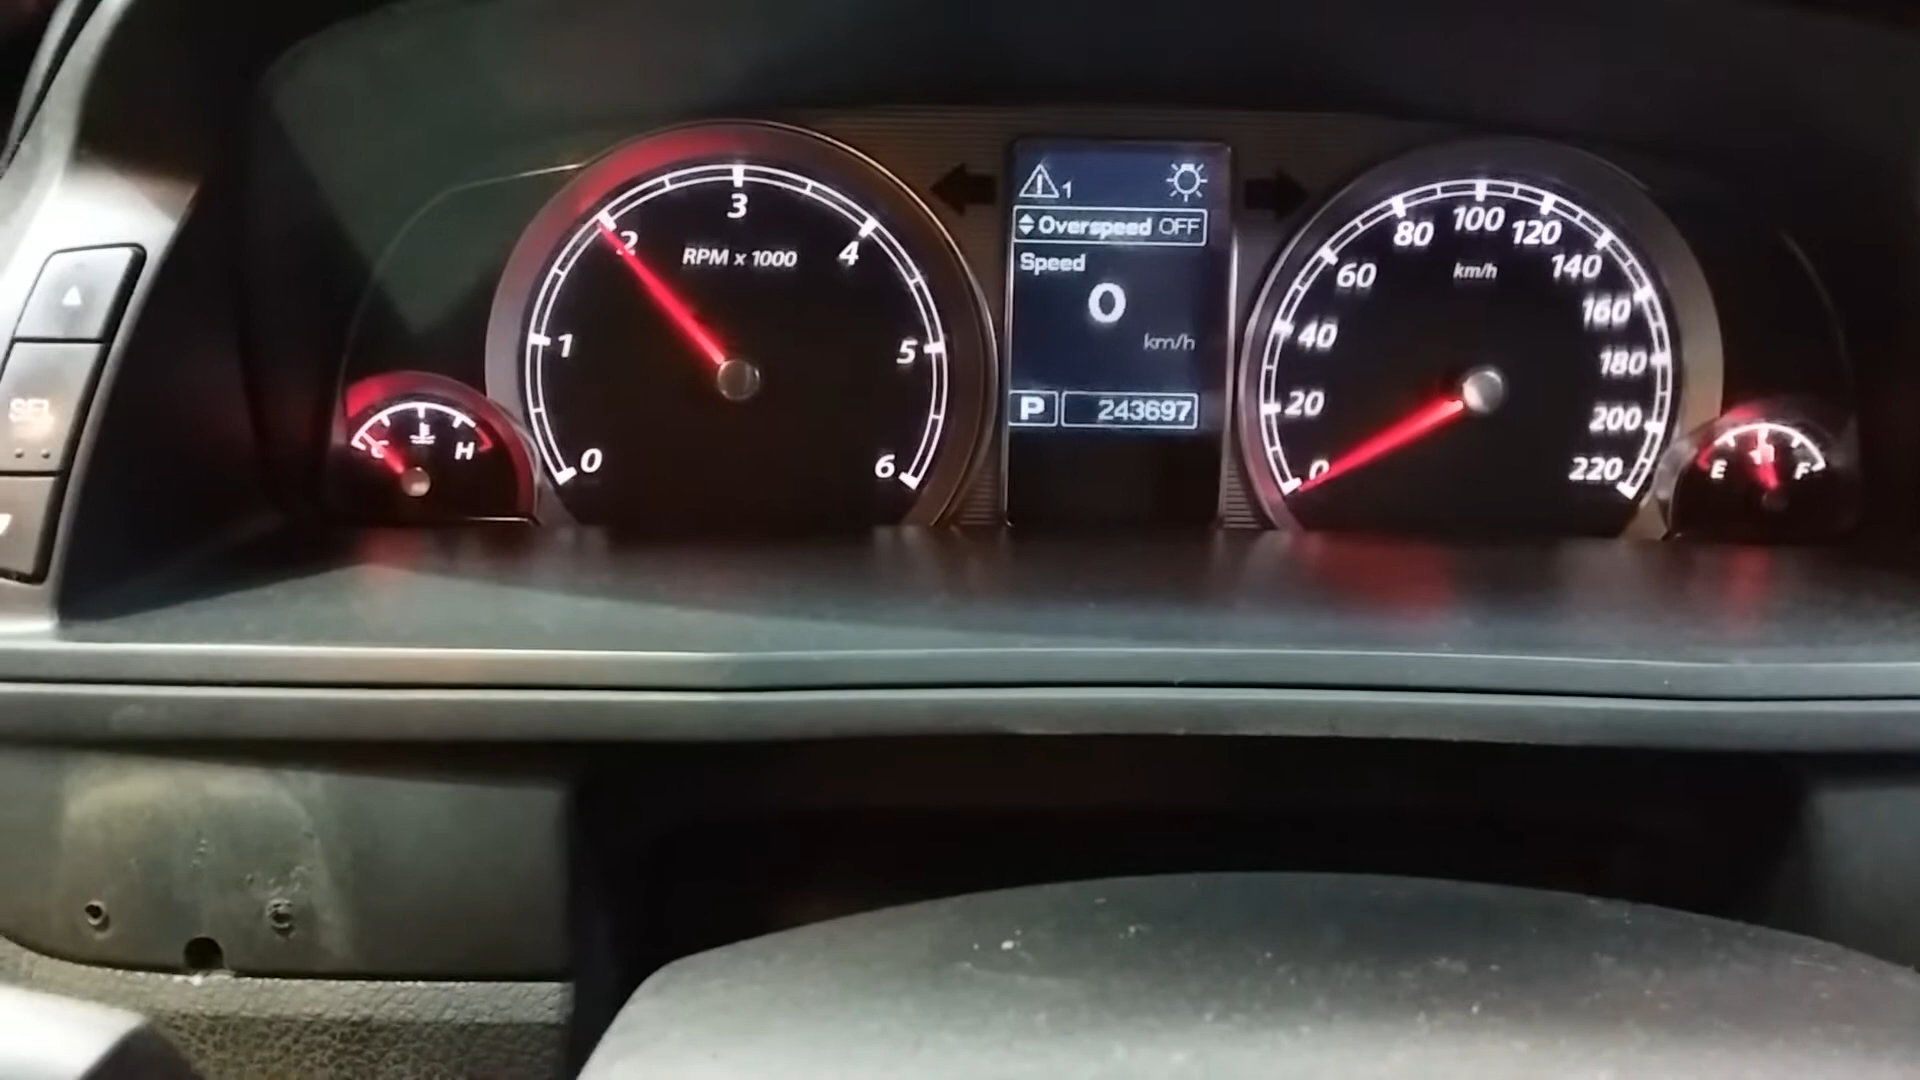 SEL
C H
0 1 2 3 4 5 6
RPM x 1000
1
Overspeed OFF
Speed
0
km/h
P 243697
0 20 40 60 80 100 120 140 160 180 200 220
km/h
E F